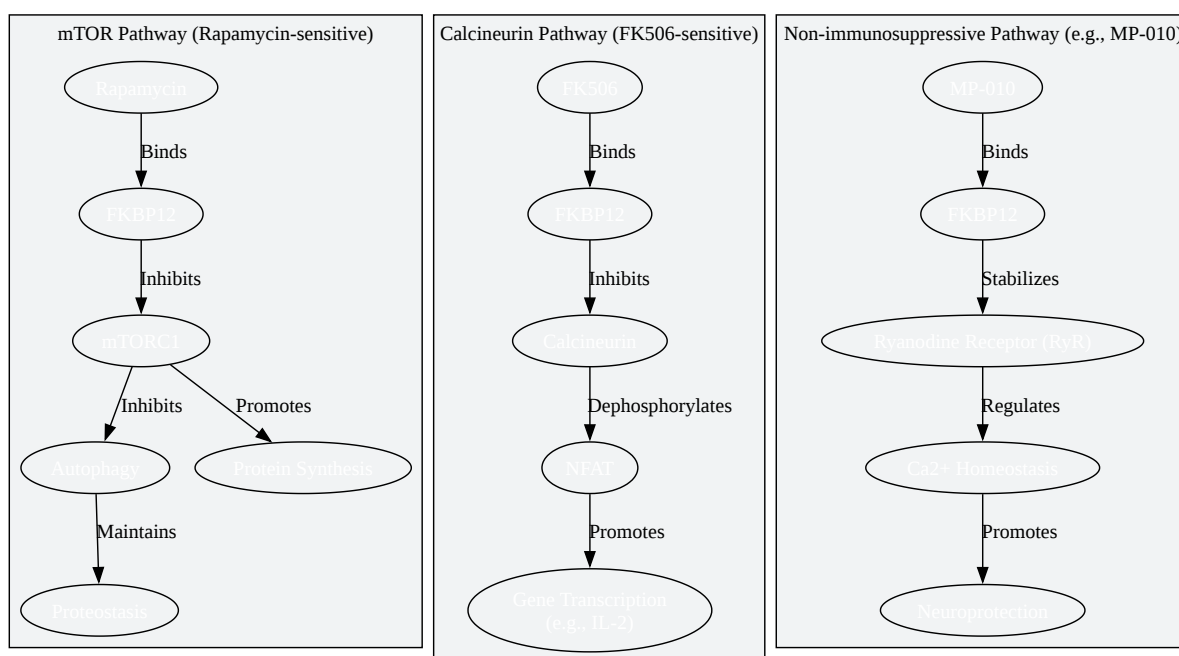 mTOR Pathway (Rapamycin-sensitive)
Rapamycin
Binds
FKBP12
Inhibits
mTORC1
Inhibits
Promotes
Autophagy
Protein Synthesis
Maintains
Proteostasis
Calcineurin Pathway (FK506-sensitive)
FK506
Binds
FKBP12
Inhibits
Calcineurin
Dephosphorylates
NFAT
Promotes
Gene Transcription
(e.g., IL-2)
Non-immunosuppressive Pathway (e.g., MP-010)
MP-010
Binds
FKBP12
Stabilizes
Ryanodine Receptor (RyR)
Regulates
Ca2+ Homeostasis
Promotes
Neuroprotection